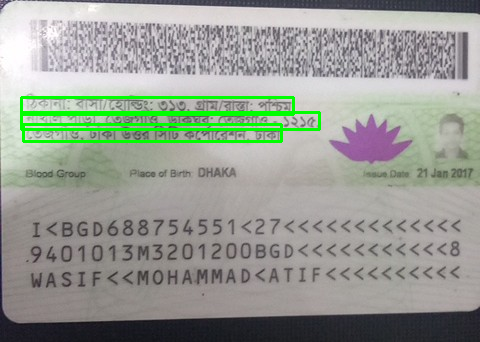 ঠিকানা: বাসা/হোল্ডিং: ৩১৩, গ্রাম/রাস্তা: পশ্চিম
পাড়া, তেজগাঁও, ডাকঘর: তেজগাঁও - ১২১৫
তেজগাঁও, ঢাকা উত্তর সিটি কর্পোরেশন, ঢাকা
Blood Group Place of Birth: DHAKA Issue Date 21 Jan 2017
I<BGD688754551<27<<<<<<<<<<<<<
9401013M3201200BGD<<<<<<<<<<<8
WASIF<<MOHAMMAD<ATIF<<<<<<<<<<